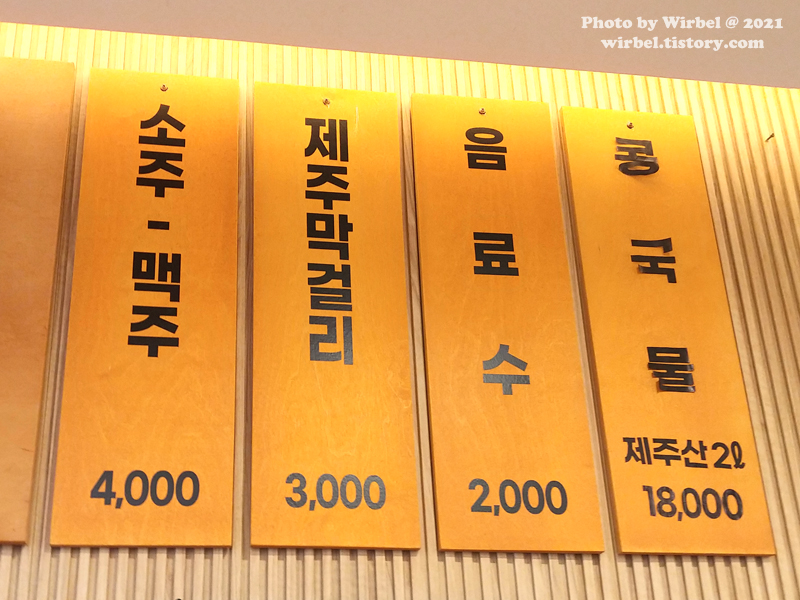 Photo by Wirbel @ 2021
wirbel.tistory.com
소주-맥주
4,000
제주막걸리
3,000
음료수
2,000
콩국물
제주산 2ℓ
18,000